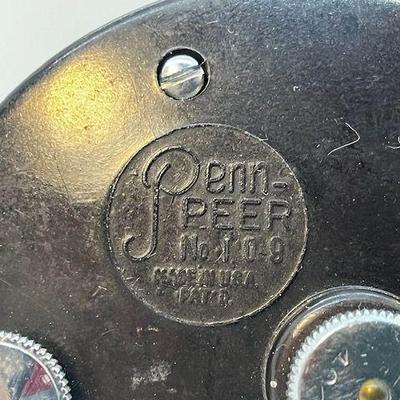 Penn-
PEER
No. 109
MADE IN U.S.A.
PAT'D.